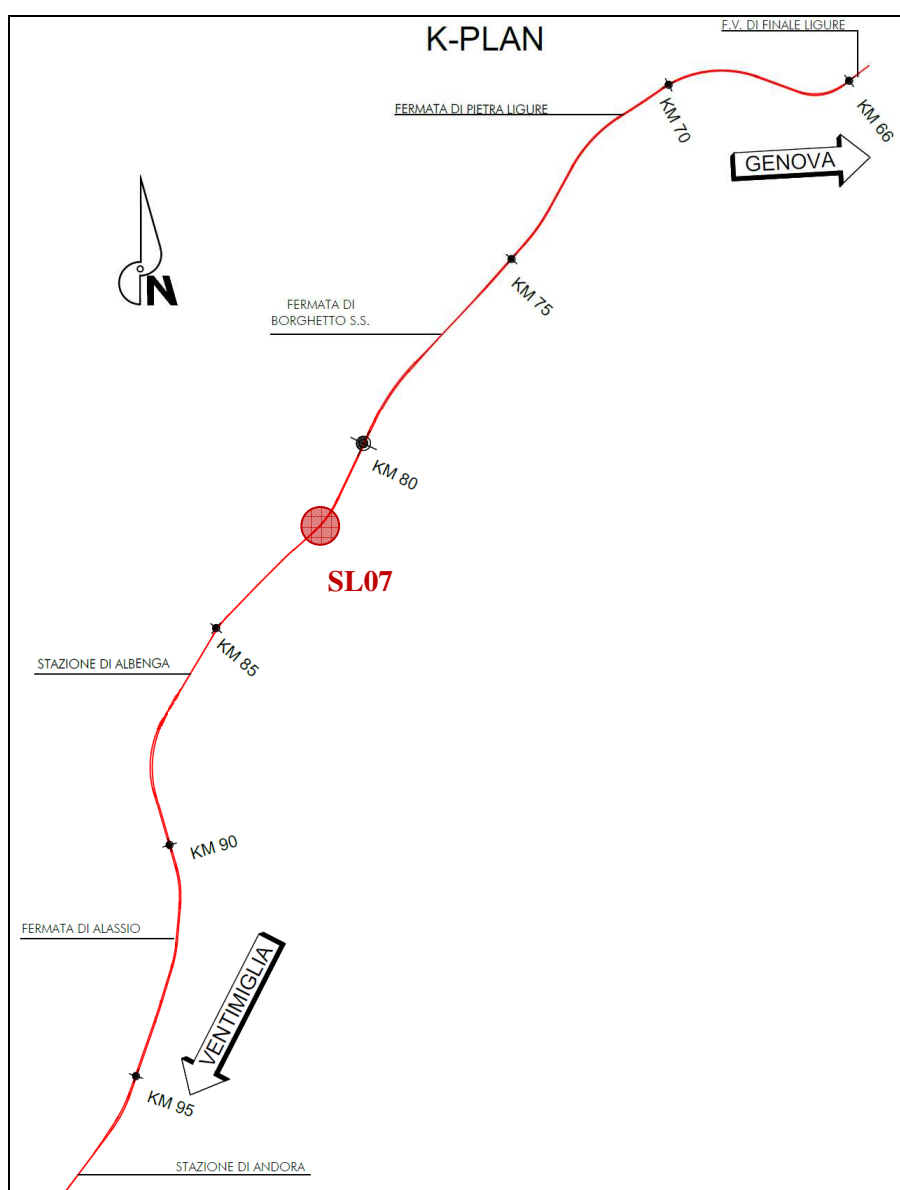 F.V. DI FINALE LIGURE
K-PLAN
KM 66
FERMATA DI PIETRA LIGURE
KM 70
GENOVA
N
KM 75
FERMATA DI
BORGHETTO S.S.
KM 80
SL07
KM 85
STAZIONE DI ALBENGA
KM 90
FERMATA DI ALASSIO
VENTIMIGLIA
KM 95
STAZIONE DI ANDORA